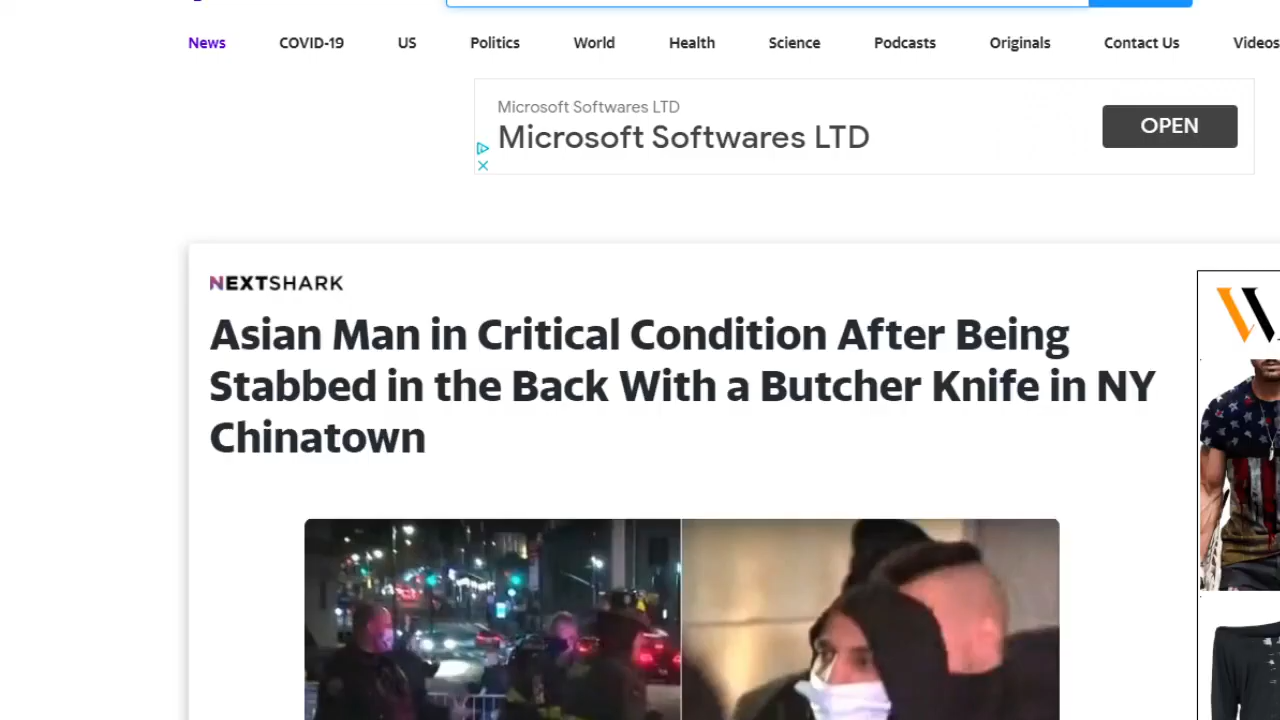 News COVID-19 US Politics World Health Science Podcasts Originals Contact Us Videos
Microsoft Softwares LTD
Microsoft Softwares LTD
OPEN
NEXTSHARK
Asian Man in Critical Condition After Being
Stabbed in the Back With a Butcher Knife in NY
Chinatown